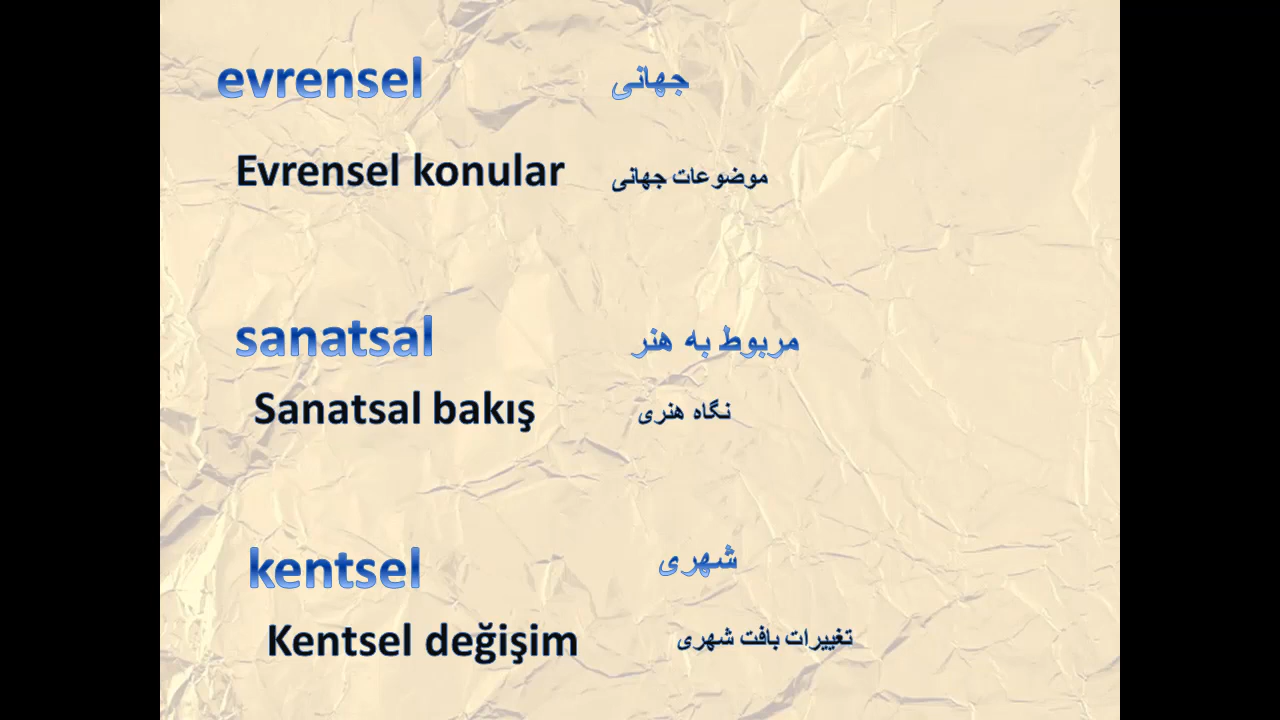 evrensel جهانی
Evrensel konular موضوعات جهانی
sanatsal مربوط به هنر
Sanatsal bakış نگاه هنری
kentsel شهری
Kentsel değişim تغییرات بافت شهری